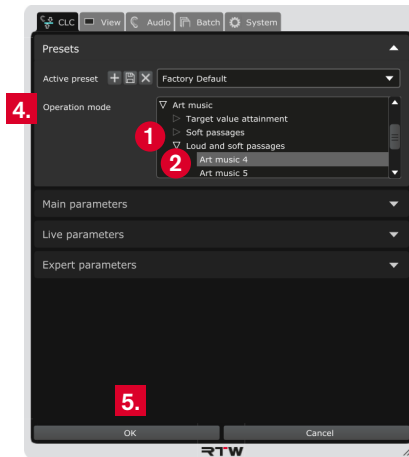 CLC View Audio Batch System
Presets
Active preset Factory Default
4. Operation mode Art music
Target value attainment
1 Soft passages
Loud and soft passages
2 Art music 4
Art music 5
Main parameters
Live parameters
Expert parameters
5.
OK Cancel
RTW